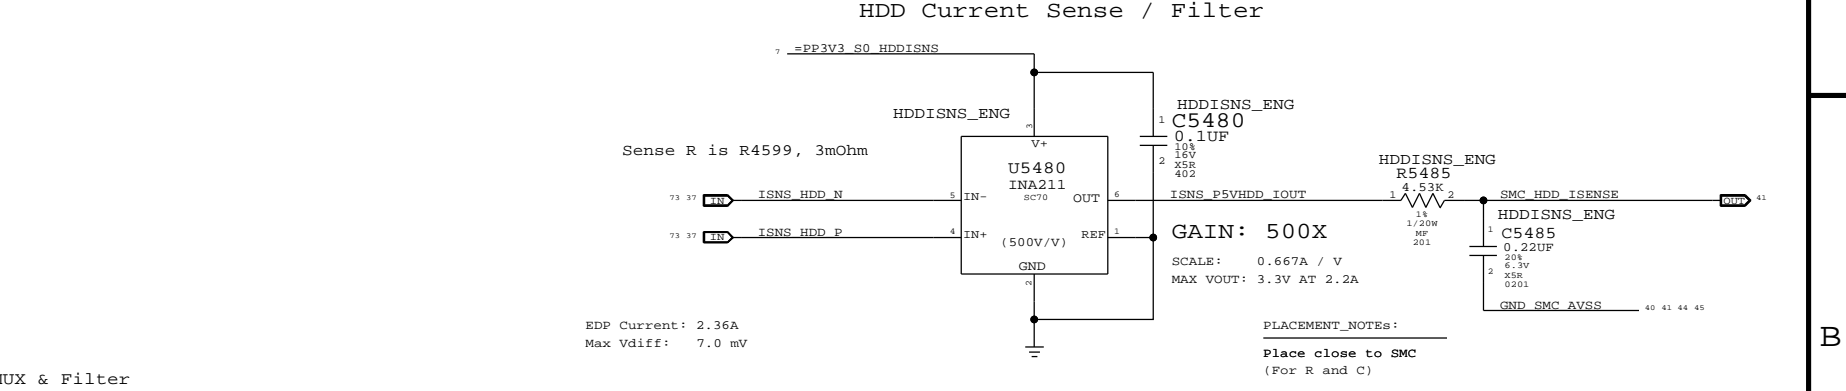 HDD Current Sense / Filter
7 =PP3V3_S0_HDDISNS
HDDISNS_ENG
HDDISNS_ENG
1 C5480
0.1UF
10%
16V
2 X5R
402
3
V+
Sense R is R4599, 3mOhm
U5480
INA211
SC70
HDDISNS_ENG
R5485
4.53K
73 37 IN ISNS_HDD_N 5 IN- OUT 6 ISNS_P5VHDD_IOUT 1 2 SMC_HDD_ISENSE OUT 41
1%
1/20W
MF
201
HDDISNS_ENG
1 C5485
0.22UF
20%
6.3V
2 X5R
0201
73 37 IN ISNS_HDD_P 4 IN+ REF 1
(500V/V)
GND
2
GAIN: 500X
SCALE: 0.667A / V
MAX VOUT: 3.3V AT 2.2A
GND_SMC_AVSS 40 41 44 45
EDP Current: 2.36A
Max Vdiff: 7.0 mV
PLACEMENT_NOTEs:
Place close to SMC
(For R and C)
B
& Filter